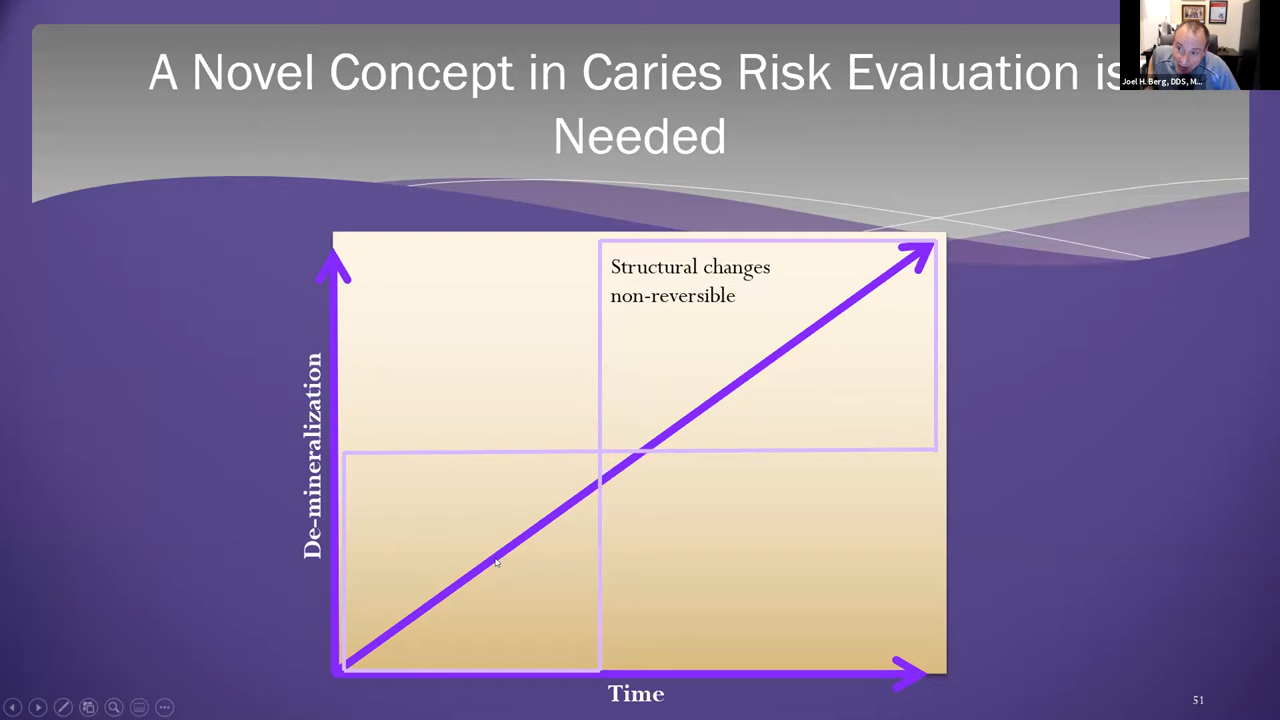 A Novel Concept in Caries Risk Evaluation is
Needed
Joel H. Berg, DDS, M...
Structural changes
non-reversible
De-mineralization
Time
51